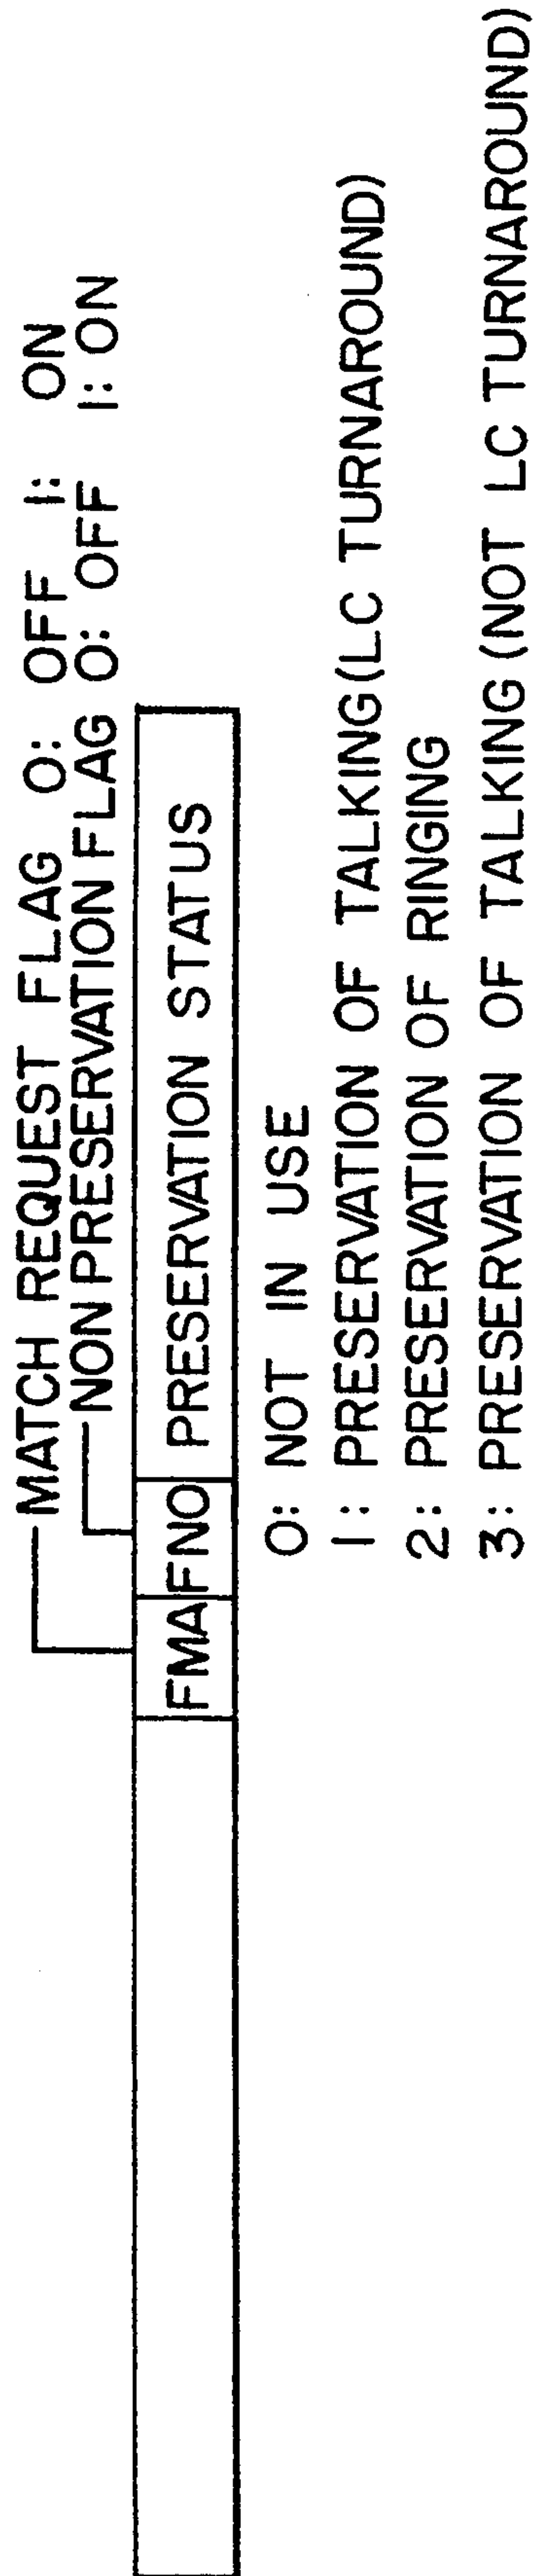 MATCH REQUEST FLAG 0: OFF 1: ON
NON PRESERVATION FLAG 0: OFF 1: ON
FMA FNO PRESERVATION STATUS
0: NOT IN USE
1: PRESERVATION OF TALKING (LC TURNAROUND)
2: PRESERVATION OF RINGING
3: PRESERVATION OF TALKING (NOT LC TURNAROUND)